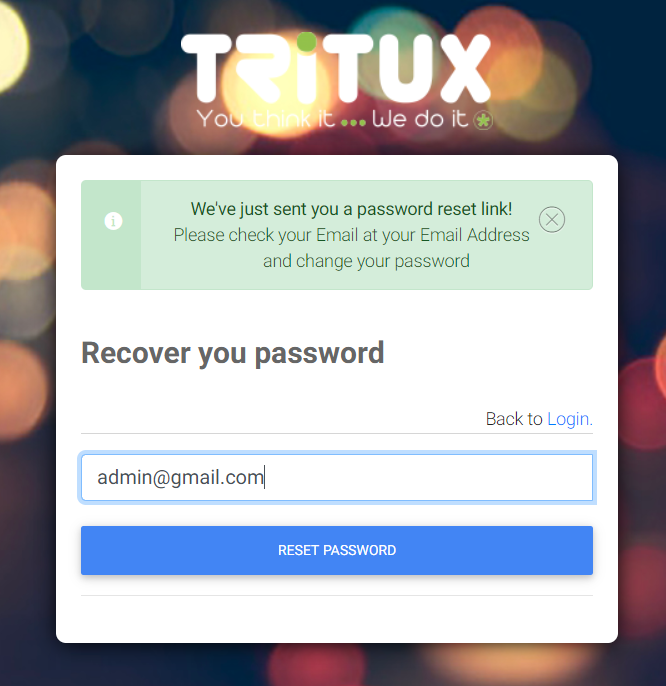 TRiTUX
You think it ... We do it *
We've just sent you a password reset link!
Please check your Email at your Email Address
and change your password
Recover you password
Back to Login.
admin@gmail.com
RESET PASSWORD